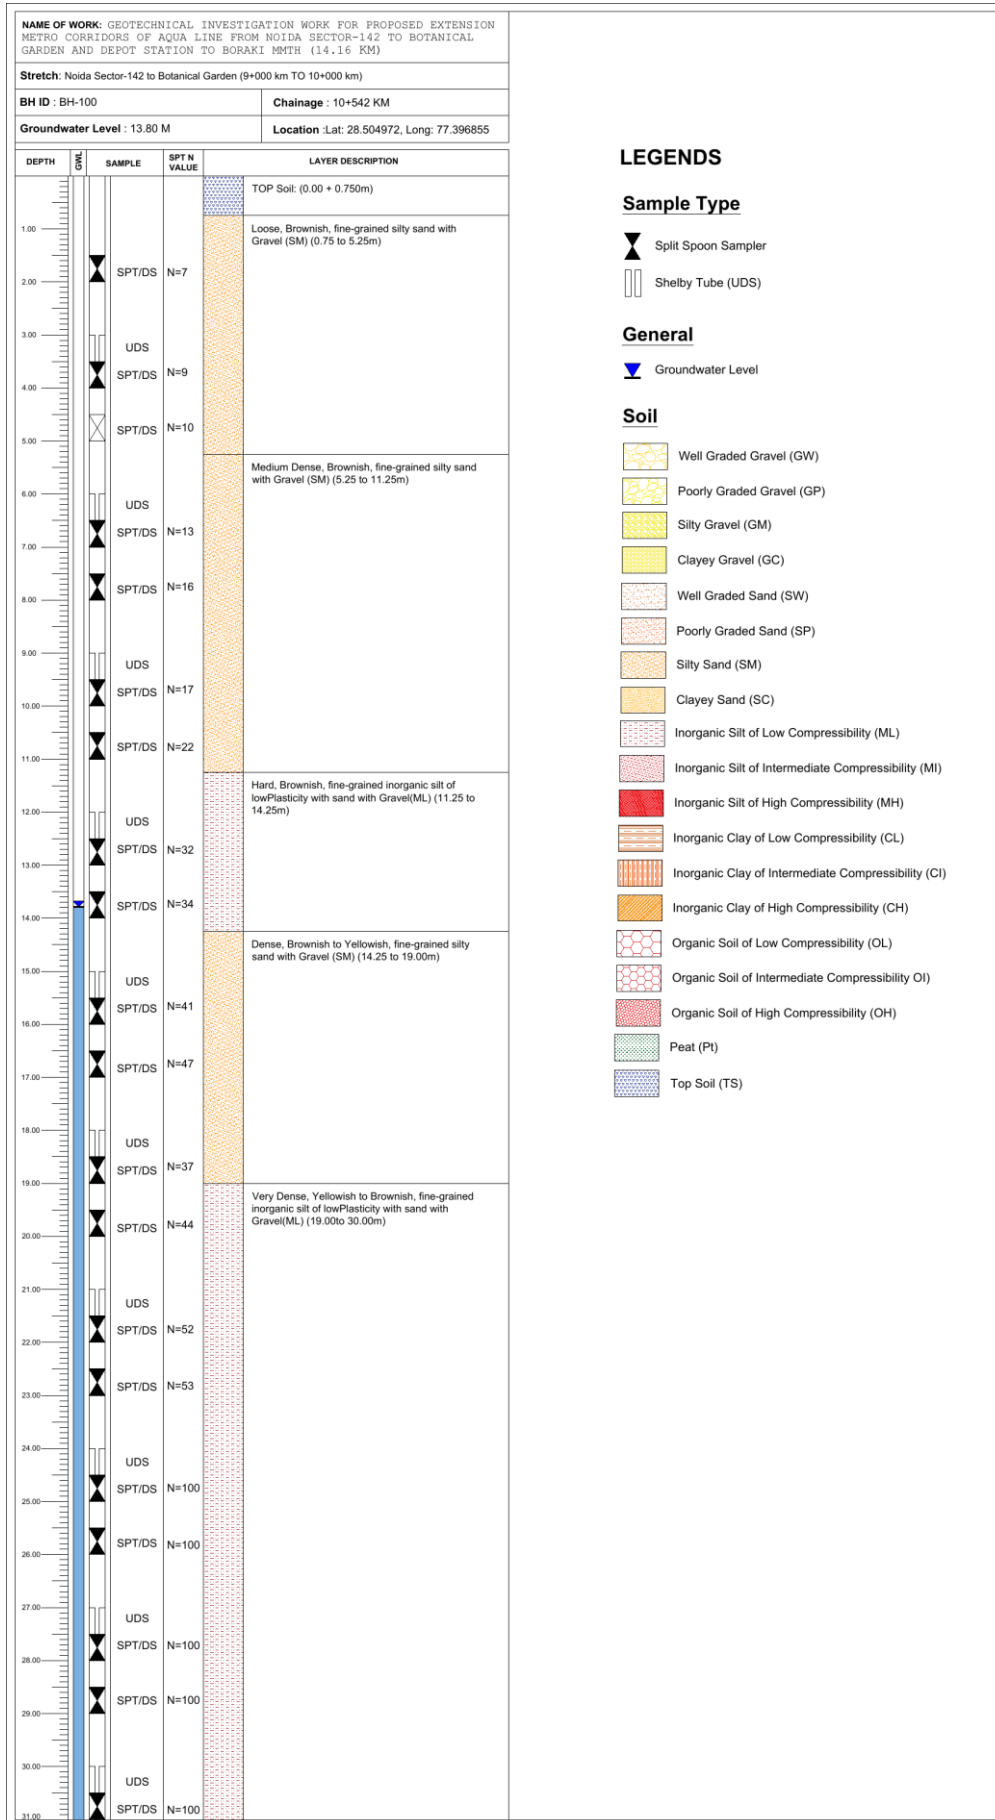 NAME OF WORK: GEOTECHNICAL INVESTIGATION WORK FOR PROPOSED EXTENSION
METRO CORRIDORS OF AQUA LINE FROM NOIDA SECTOR-142 TO BOTANICAL
GARDEN AND DEPOT STATION TO BORAKI MMTH (14.16 KM)
Stretch: Noida Sector-142 to Botanical Garden (9+000 km TO 10+000 km)
BH ID : BH-100
Chainage : 10+542 KM
Groundwater Level : 13.80 M
Location :Lat: 28.504972, Long: 77.396855
DEPTH
GWL
SAMPLE
SPT N
VALUE
LAYER DESCRIPTION
TOP Soil: (0.00 + 0.750m)
1.00
Loose, Brownish, fine-grained silty sand with
Gravel (SM) (0.75 to 5.25m)
SPT/DS N=7
2.00
3.00
UDS
SPT/DS N=9
4.00
SPT/DS N=10
5.00
Medium Dense, Brownish, fine-grained silty sand
with Gravel (SM) (5.25 to 11.25m)
6.00
UDS
SPT/DS N=13
7.00
SPT/DS N=16
8.00
9.00
UDS
SPT/DS N=17
10.00
SPT/DS N=22
11.00
Hard, Brownish, fine-grained inorganic silt of
lowPlasticity with sand with Gravel(ML) (11.25 to
14.25m)
12.00
UDS
SPT/DS N=32
13.00
SPT/DS N=34
14.00
Dense, Brownish to Yellowish, fine-grained silty
sand with Gravel (SM) (14.25 to 19.00m)
15.00
UDS
SPT/DS N=41
16.00
SPT/DS N=47
17.00
18.00
UDS
SPT/DS N=37
19.00
Very Dense, Yellowish to Brownish, fine-grained
inorganic silt of lowPlasticity with sand with
Gravel(ML) (19.00to 30.00m)
SPT/DS N=44
20.00
21.00
UDS
SPT/DS N=52
22.00
SPT/DS N=53
23.00
24.00
UDS
SPT/DS N=100
25.00
SPT/DS N=100
26.00
27.00
UDS
SPT/DS N=100
28.00
SPT/DS N=100
29.00
30.00
UDS
SPT/DS N=100
31.00
LEGENDS
Sample Type
Split Spoon Sampler
Shelby Tube (UDS)
General
Groundwater Level
Soil
Well Graded Gravel (GW)
Poorly Graded Gravel (GP)
Silty Gravel (GM)
Clayey Gravel (GC)
Well Graded Sand (SW)
Poorly Graded Sand (SP)
Silty Sand (SM)
Clayey Sand (SC)
Inorganic Silt of Low Compressibility (ML)
Inorganic Silt of Intermediate Compressibility (MI)
Inorganic Silt of High Compressibility (MH)
Inorganic Clay of Low Compressibility (CL)
Inorganic Clay of Intermediate Compressibility (CI)
Inorganic Clay of High Compressibility (CH)
Organic Soil of Low Compressibility (OL)
Organic Soil of Intermediate Compressibility OI)
Organic Soil of High Compressibility (OH)
Peat (Pt)
Top Soil (TS)